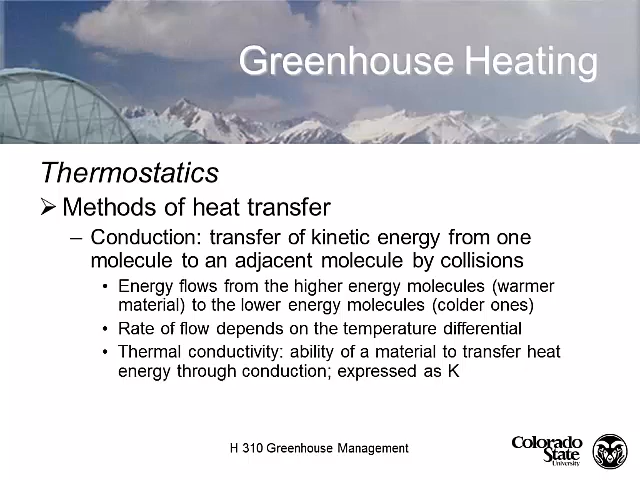 Greenhouse Heating
Thermostatics
➢ Methods of heat transfer
– Conduction: transfer of kinetic energy from one
molecule to an adjacent molecule by collisions
• Energy flows from the higher energy molecules (warmer
material) to the lower energy molecules (colder ones)
• Rate of flow depends on the temperature differential
• Thermal conductivity: ability of a material to transfer heat
energy through conduction; expressed as K
H 310 Greenhouse Management
Colorado
State
University